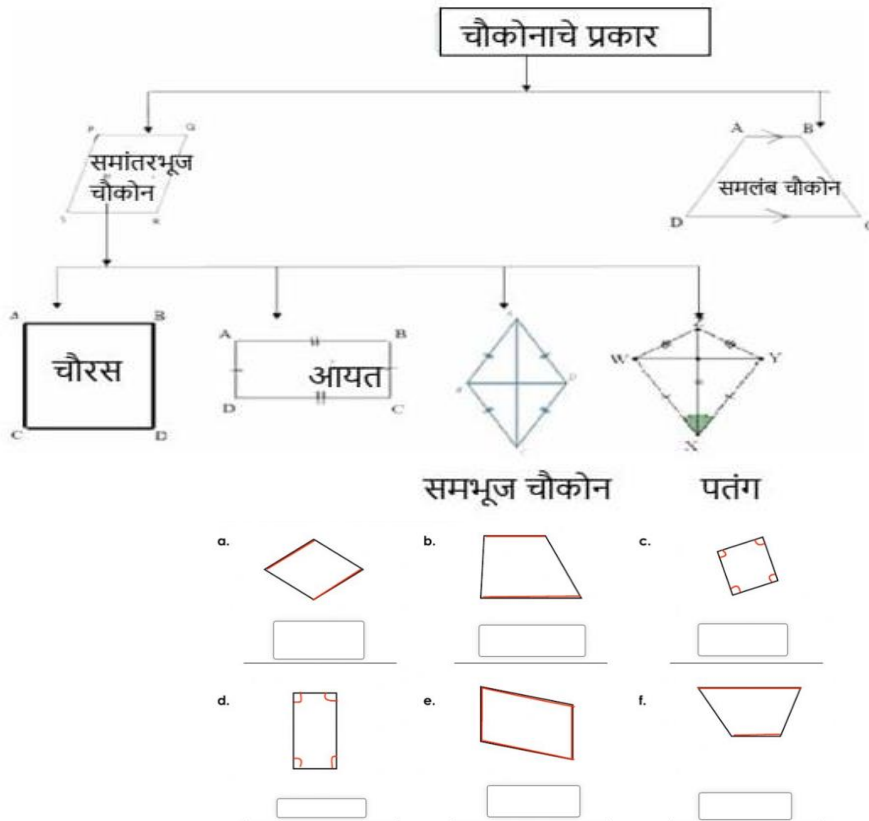 चौकोनाचे प्रकार
P Q
A B
समांतरभूज
चौकोन
समलंब चौकोन
S R
D C
A B
चौरस
C D
A B
आयत
D C
A
B D
C
Z
W Y
X
समभूज चौकोन
पतंग
a. b. c.
d. e. f.